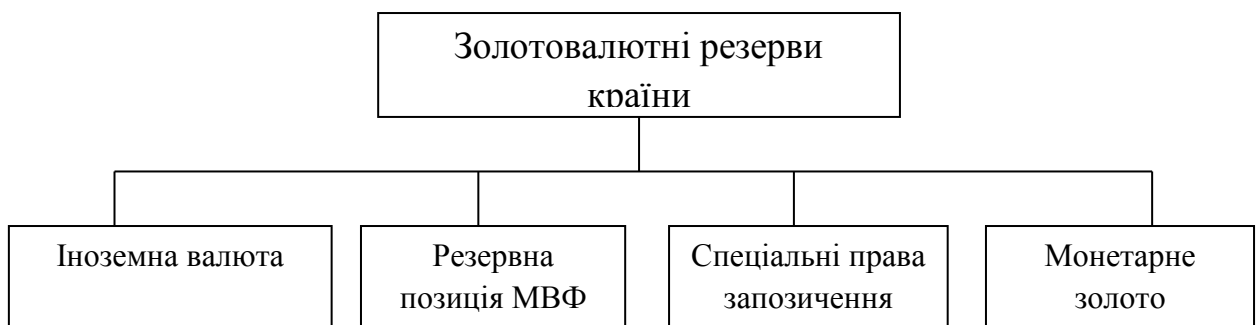 Золотовалютні резерви
країни
Іноземна валюта
Резервна
позиція МВФ
Спеціальні права
запозичення
Монетарне
золото